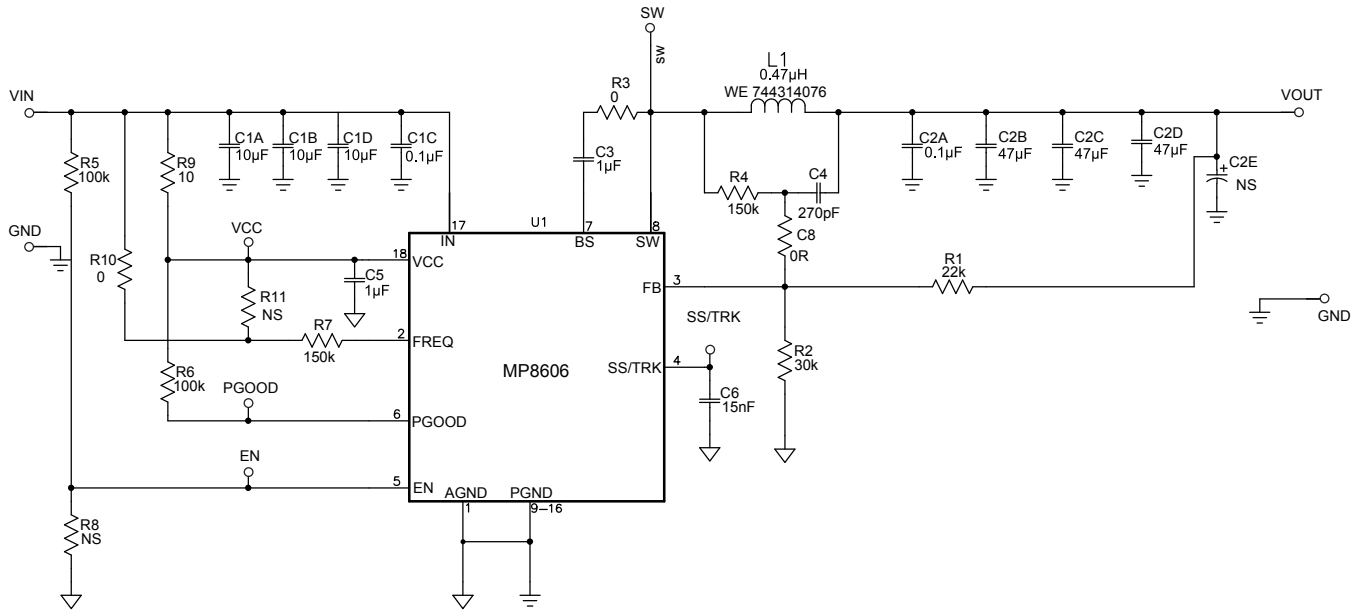 SW
SW
L1
0.47µH
WE 744314076
VIN
R3
0
VOUT
R5
100k
R9
10
C1A
10µF
C1B
10µF
C1D
10µF
C1C
0.1µF
C3
1µF
R4
150k
C4
270pF
C2A
0.1µF
C2B
47µF
C2C
47µF
C2D
47µF
+
C2E
NS
GND
VCC
R10
0
17
IN
U1
7
BS
8
SW
C8
0R
18
VCC
C5
1µF
R11
NS
3
FB
R1
22k
GND
SS/TRK
R7
150k
2
FREQ
R2
30k
R6
100k
PGOOD
MP8606
SS/TRK
4
C6
15nF
6
PGOOD
EN
5
EN
AGND
1
PGND
9–16
R8
NS